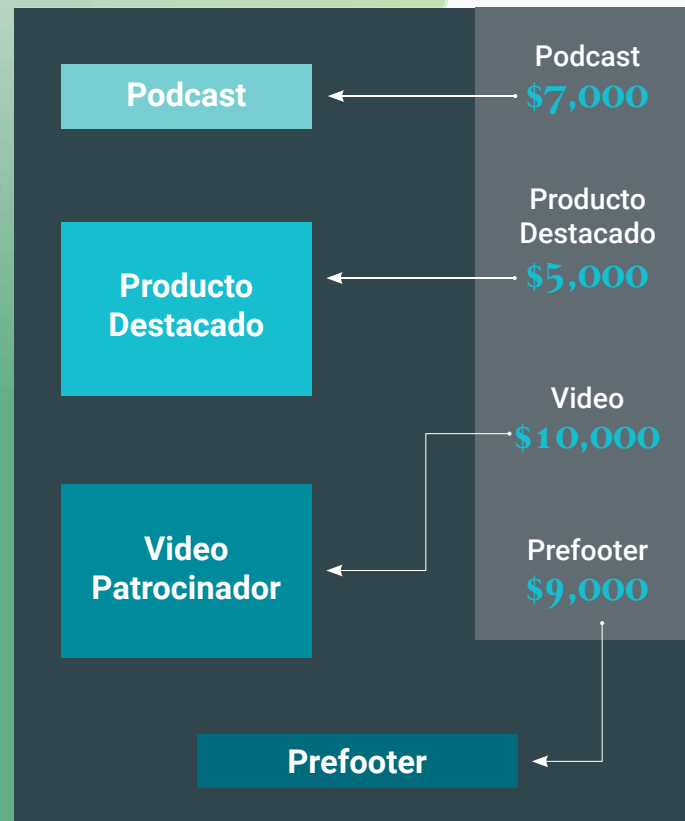 Podcast
Podcast
$7,000
Producto
Destacado
$5,000
Producto
Destacado
Video
$10,000
Video
Patrocinador
Prefooter
$9,000
Prefooter